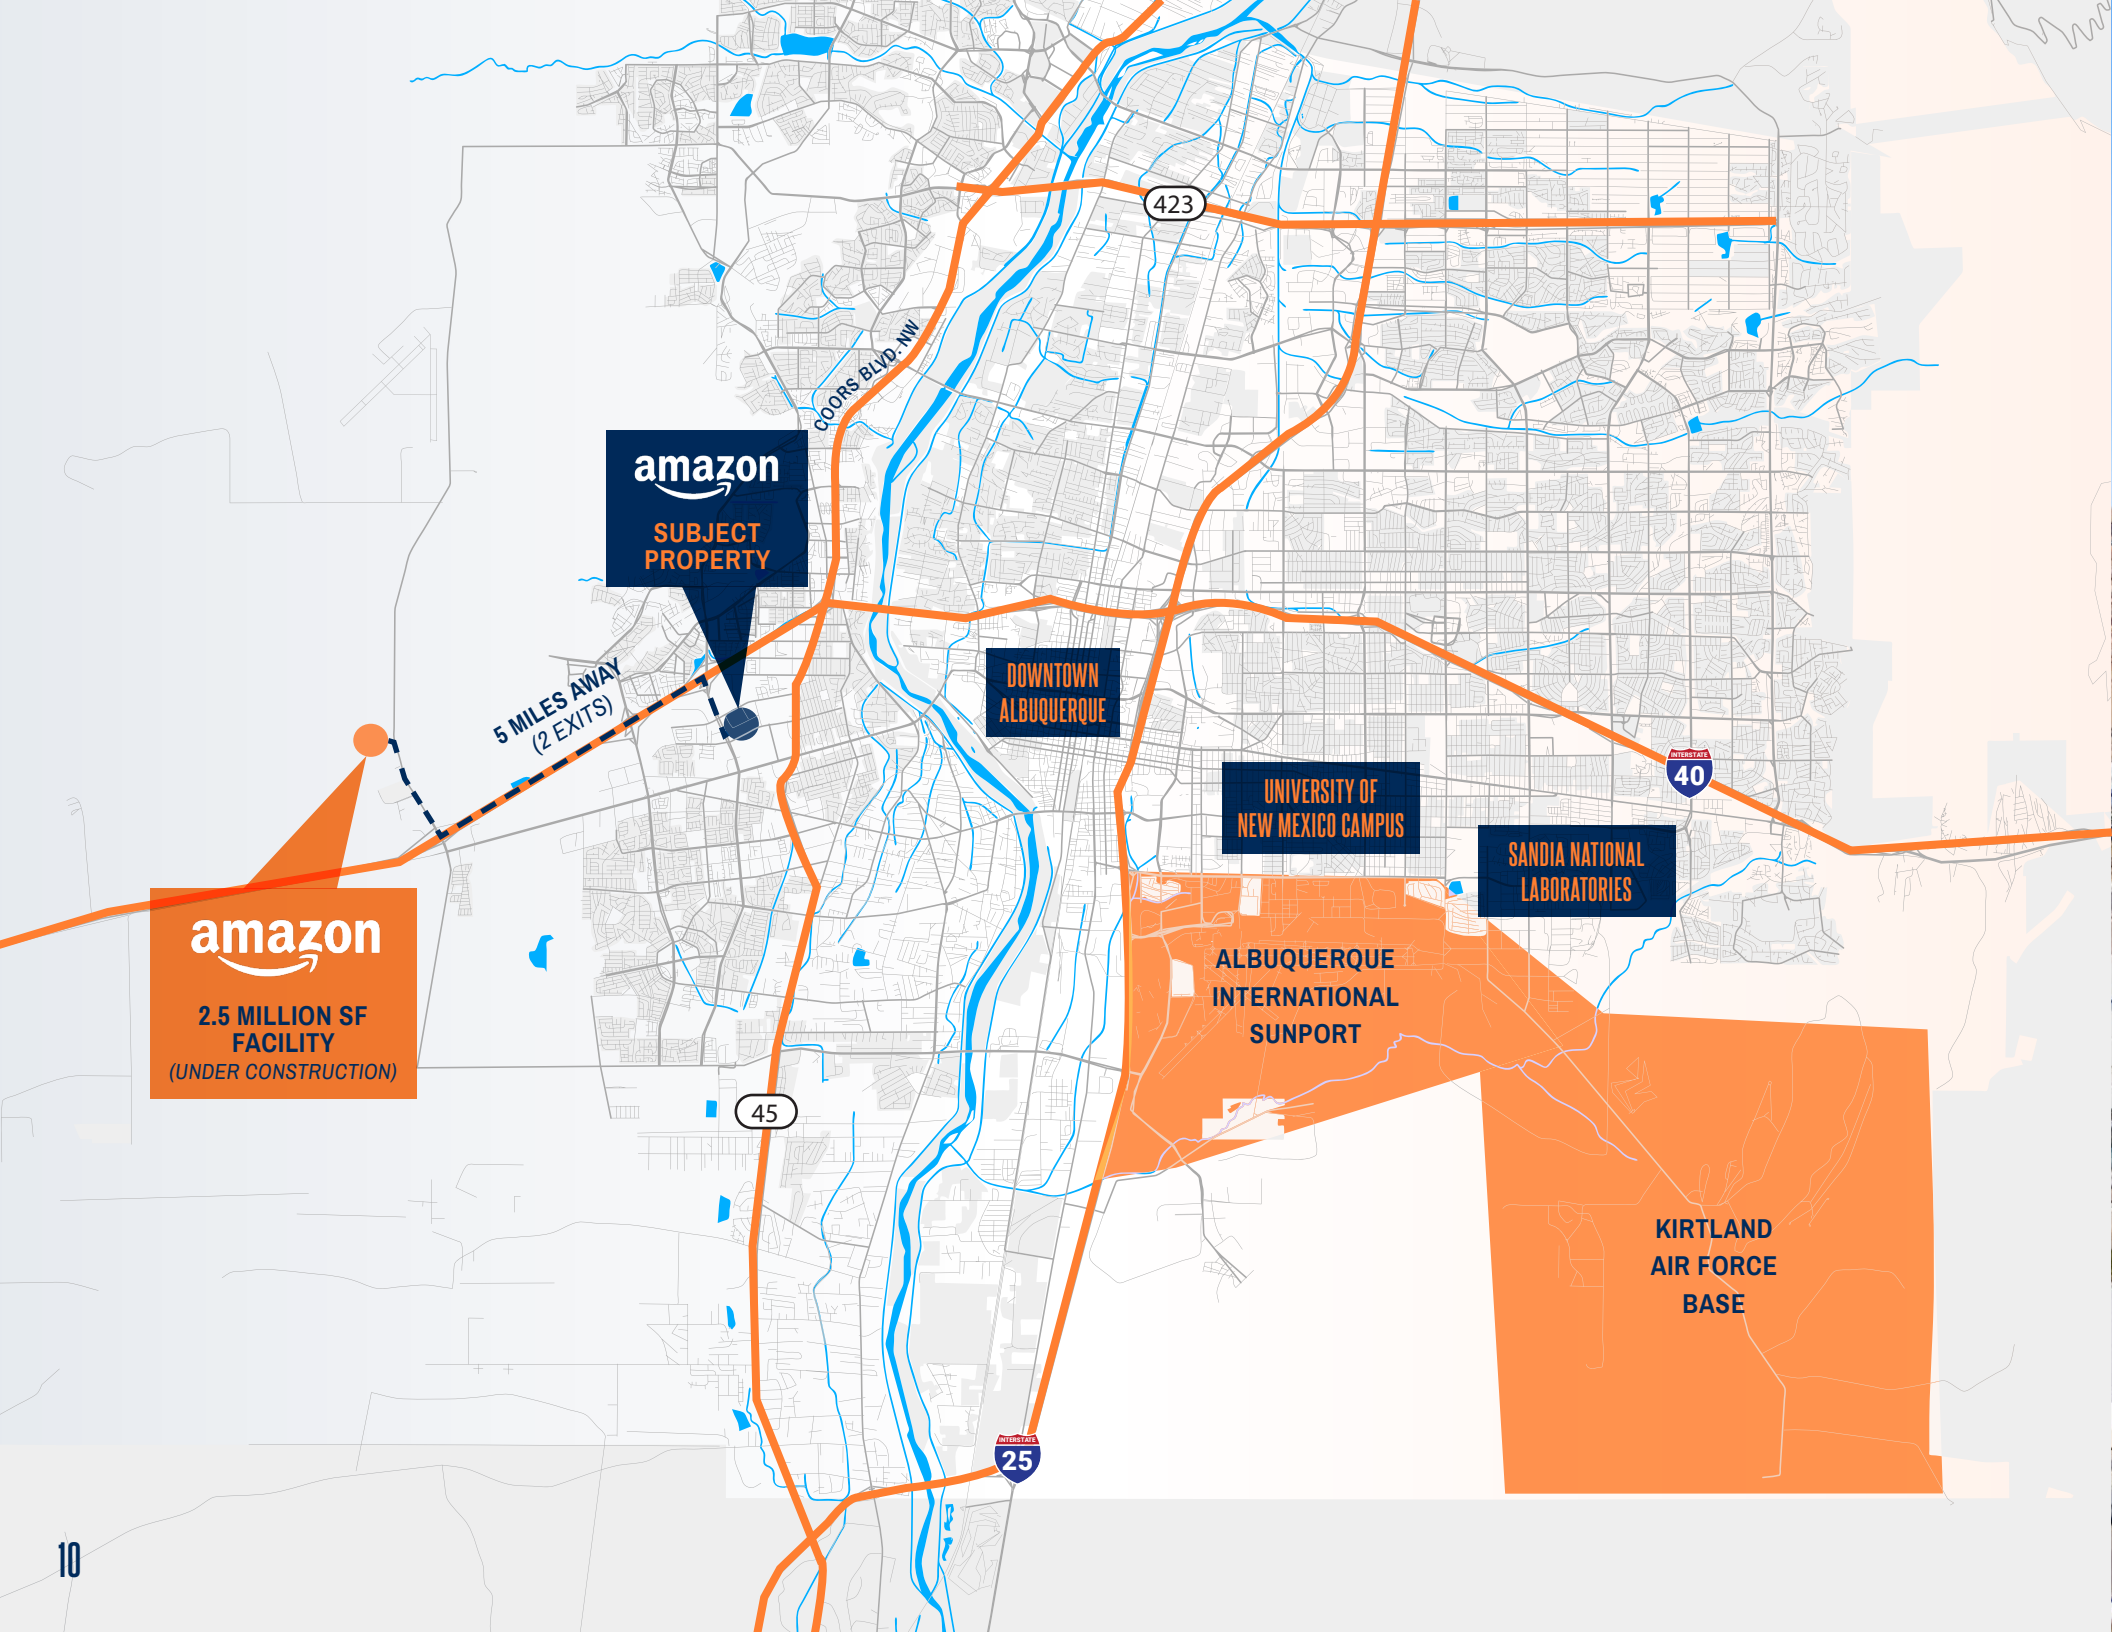 423
COORS BLVD. NW
amazon
SUBJECT
PROPERTY
5 MILES AWAY
(2 EXITS)
DOWNTOWN
ALBUQUERQUE
INTERSTATE
40
UNIVERSITY OF
NEW MEXICO CAMPUS
SANDIA NATIONAL
LABORATORIES
amazon
2.5 MILLION SF
FACILITY
(UNDER CONSTRUCTION)
ALBUQUERQUE
INTERNATIONAL
SUNPORT
45
KIRTLAND
AIR FORCE
BASE
INTERSTATE
25
10